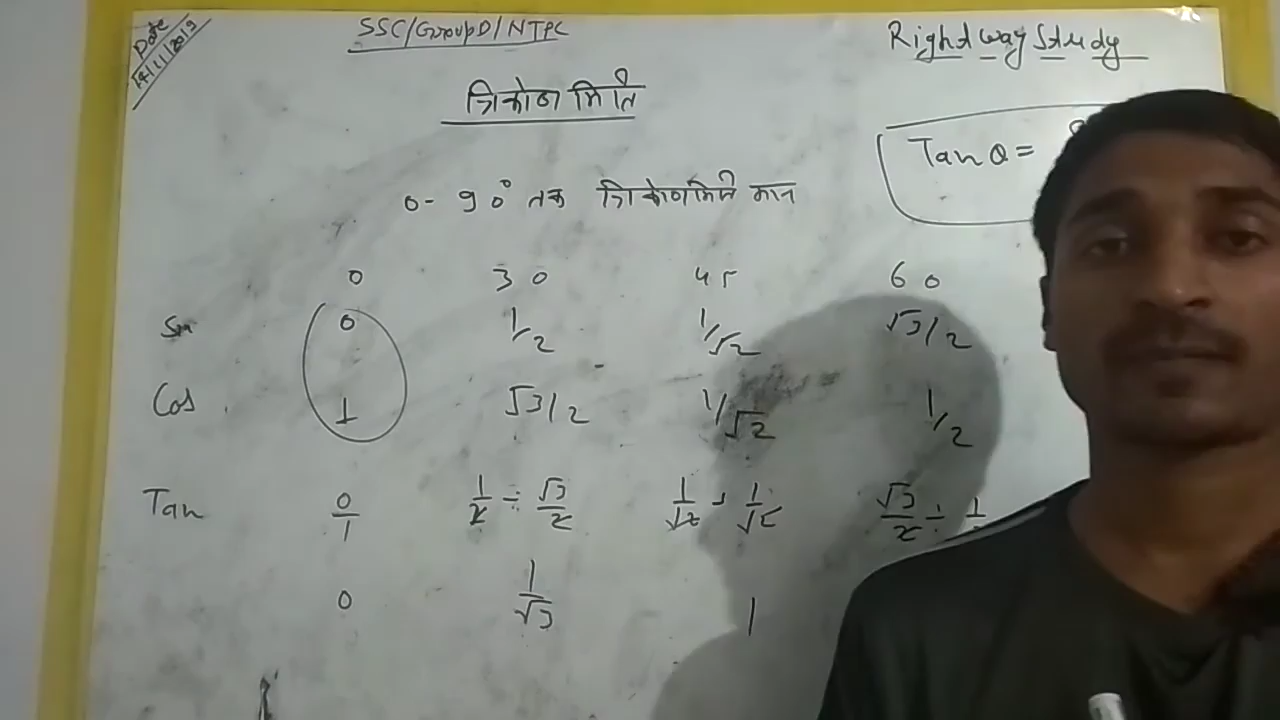 Date
14/11/2019
SSC/GroupD/NTPC
Right way Study
त्रिकोणमिति
Tan θ =
0- 90° तक त्रिकोणमिति मान
0 30 45 60
Sin 0 1/2 1/√2 √3/2
Cos 1 √3/2 1/√2 1/2
Tan 0/1 1/2 ÷ √3/2 1/√2 ÷ 1/√2 √3/2 ÷ 1
0 1/√3 1